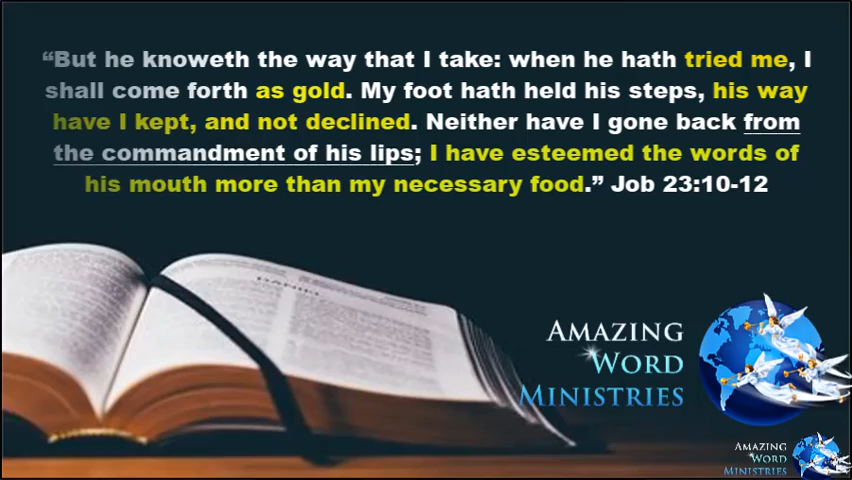 “But he knoweth the way that I take: when he hath tried me, I
shall come forth as gold. My foot hath held his steps, his way
have I kept, and not declined. Neither have I gone back from
the commandment of his lips; I have esteemed the words of
his mouth more than my necessary food.” Job 23:10-12
DANIEL
AMAZING
WORD
MINISTRIES
AMAZING
WORD
MINISTRIES